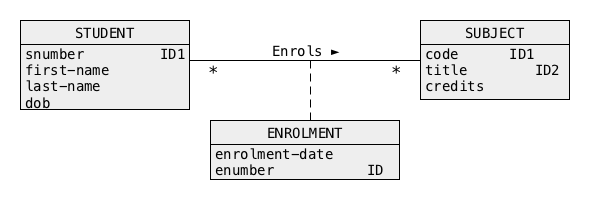 STUDENT
snumber ID1
first-name
last-name
dob
Enrols ►
* *
SUBJECT
code ID1
title ID2
credits
ENROLMENT
enrolment-date
enumber ID